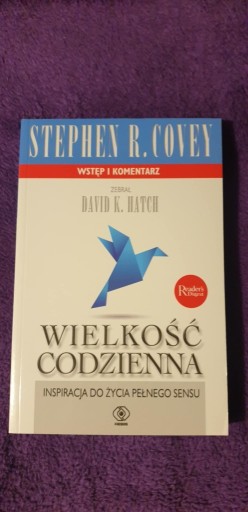 STEPHEN R. COVEY
WSTĘP I KOMENTARZ
ZEBRAŁ
DAVID K. HATCH
Reader's
Digest
WIELKOŚĆ
CODZIENNA
INSPIRACJA DO ŻYCIA PEŁNEGO SENSU